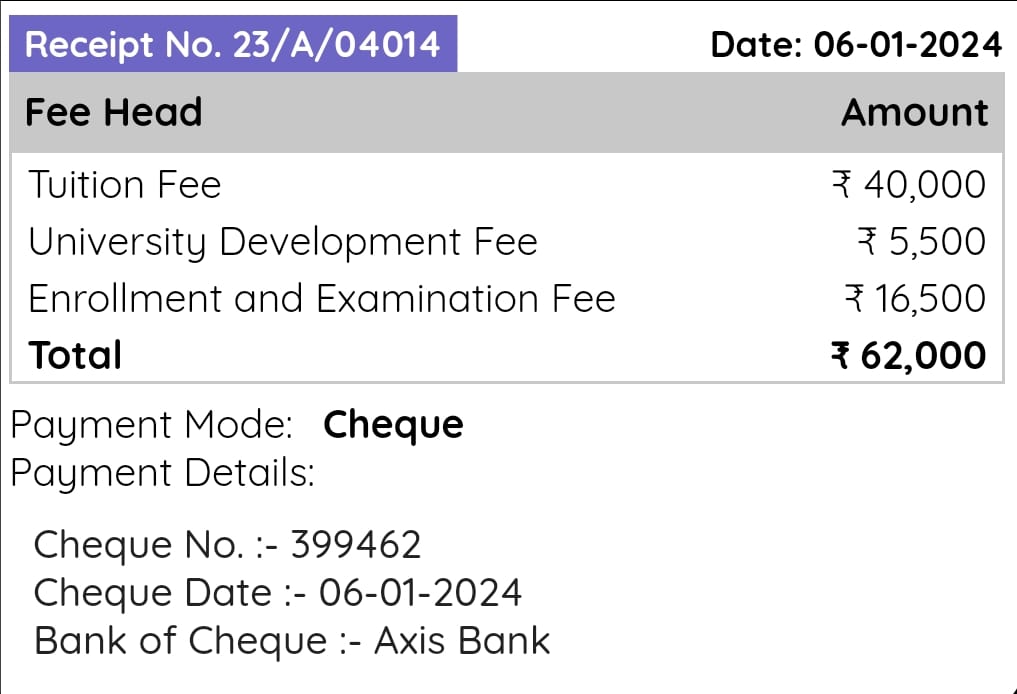 Receipt No. 23/A/04014 Date: 06-01-2024
Fee Head Amount
Tuition Fee ₹ 40,000
University Development Fee ₹ 5,500
Enrollment and Examination Fee ₹ 16,500
Total ₹ 62,000
Payment Mode: Cheque
Payment Details:
Cheque No. :- 399462
Cheque Date :- 06-01-2024
Bank of Cheque :- Axis Bank